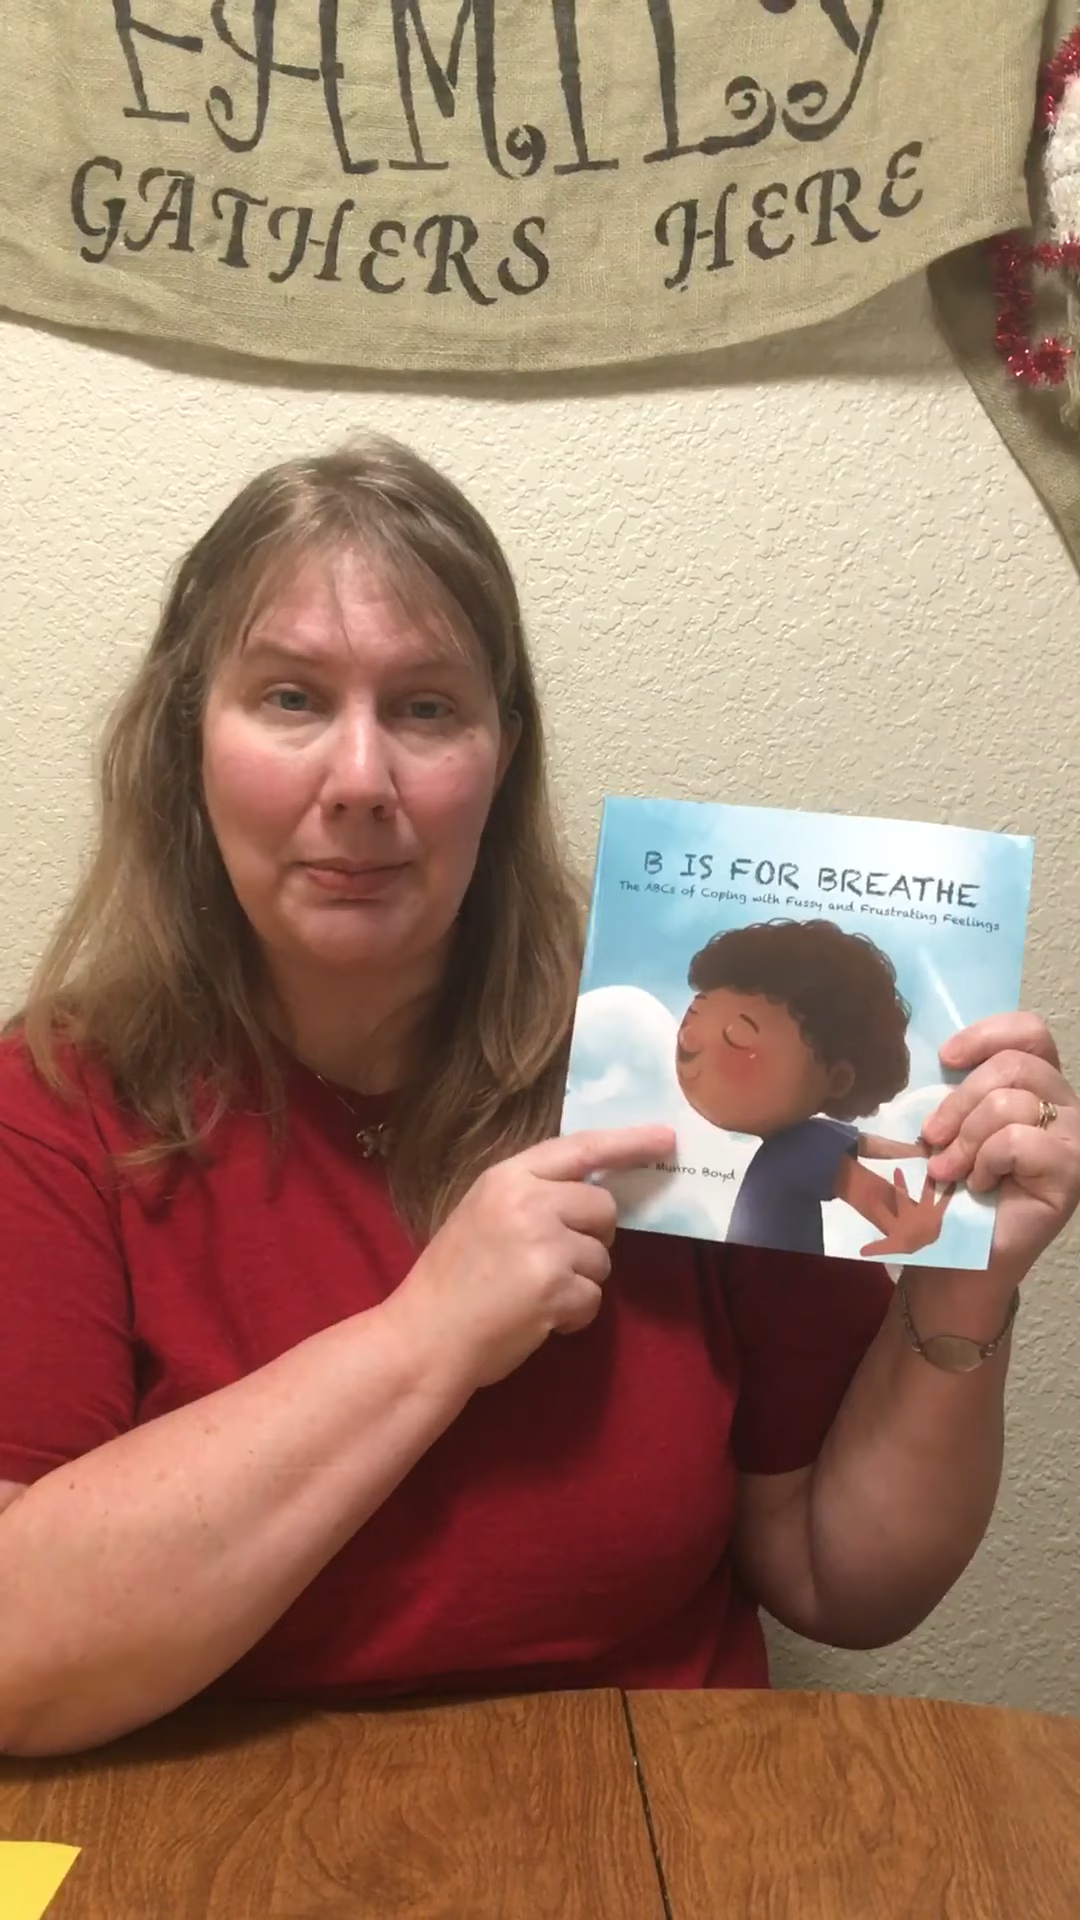 FAMILY
GATHERS HERE
B IS FOR BREATHE
The ABCs of Coping with Fussy and Frustrating Feelings
Munro Boyd